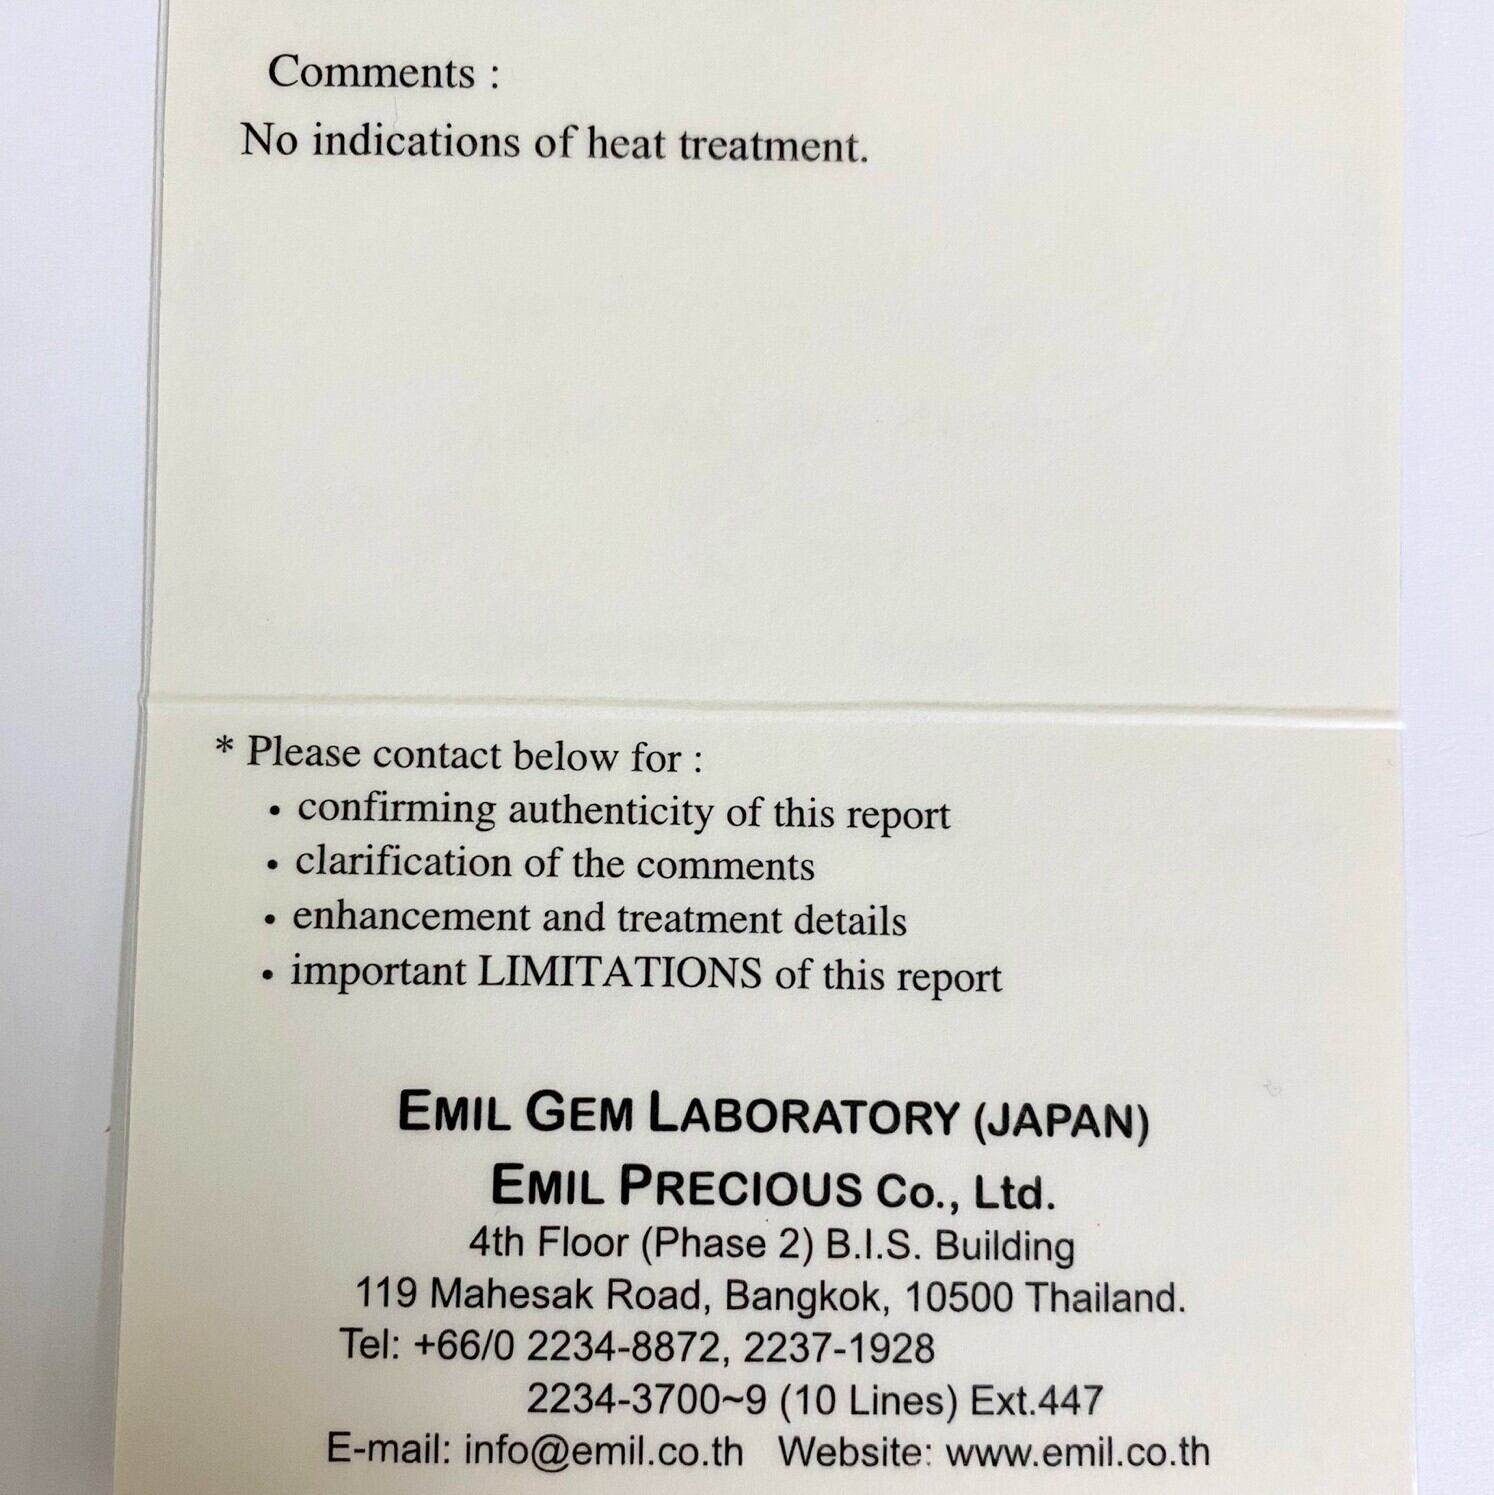 Comments :
No indications of heat treatment.
* Please contact below for :
• confirming authenticity of this report
• clarification of the comments
• enhancement and treatment details
• important LIMITATIONS of this report
EMIL GEM LABORATORY (JAPAN)
EMIL PRECIOUS Co., Ltd.
4th Floor (Phase 2) B.I.S. Building
119 Mahesak Road, Bangkok, 10500 Thailand.
Tel: +66/0 2234-8872, 2237-1928
2234-3700~9 (10 Lines) Ext.447
E-mail: info@emil.co.th Website: www.emil.co.th